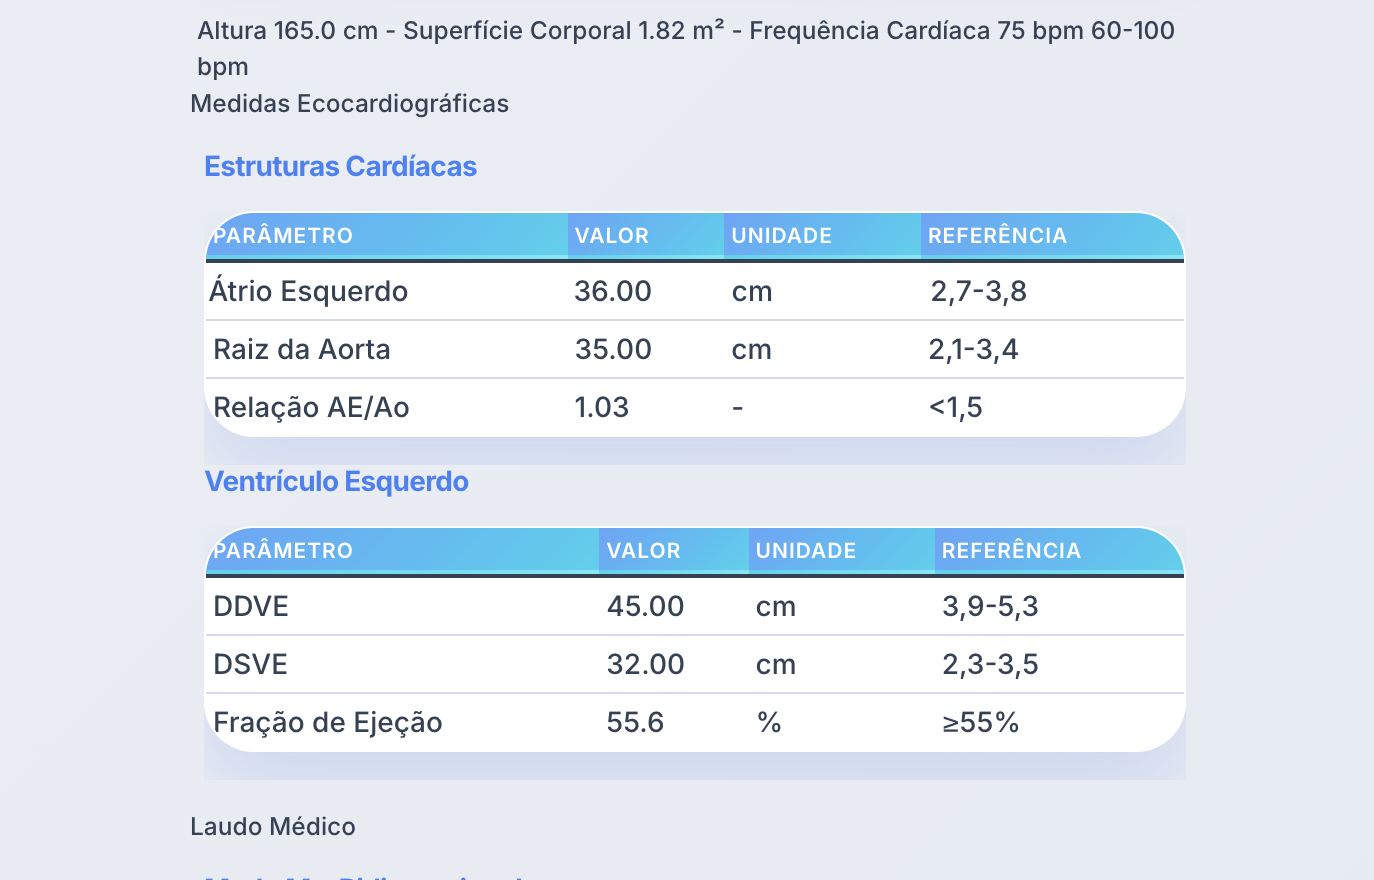 Altura 165.0 cm - Superfície Corporal 1.82 m² - Frequência Cardíaca 75 bpm 60-100
bpm
Medidas Ecocardiográficas
Estruturas Cardíacas
PARÂMETRO VALOR UNIDADE REFERÊNCIA
Átrio Esquerdo 36.00 cm 2,7-3,8
Raiz da Aorta 35.00 cm 2,1-3,4
Relação AE/Ao 1.03 - <1,5
Ventrículo Esquerdo
PARÂMETRO VALOR UNIDADE REFERÊNCIA
DDVE 45.00 cm 3,9-5,3
DSVE 32.00 cm 2,3-3,5
Fração de Ejeção 55.6 % ≥55%
Laudo Médico